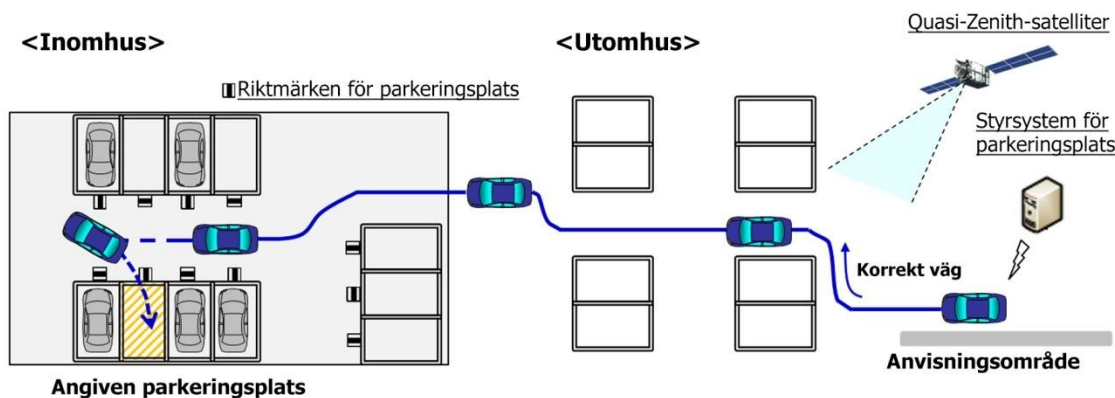 <Inomhus>
<Utomhus>
Quasi-Zenith-satelliter
Riktmärken för parkeringsplats
Styrsystem för
parkeringsplats
Korrekt väg
Anvisningsområde
Angiven parkeringsplats